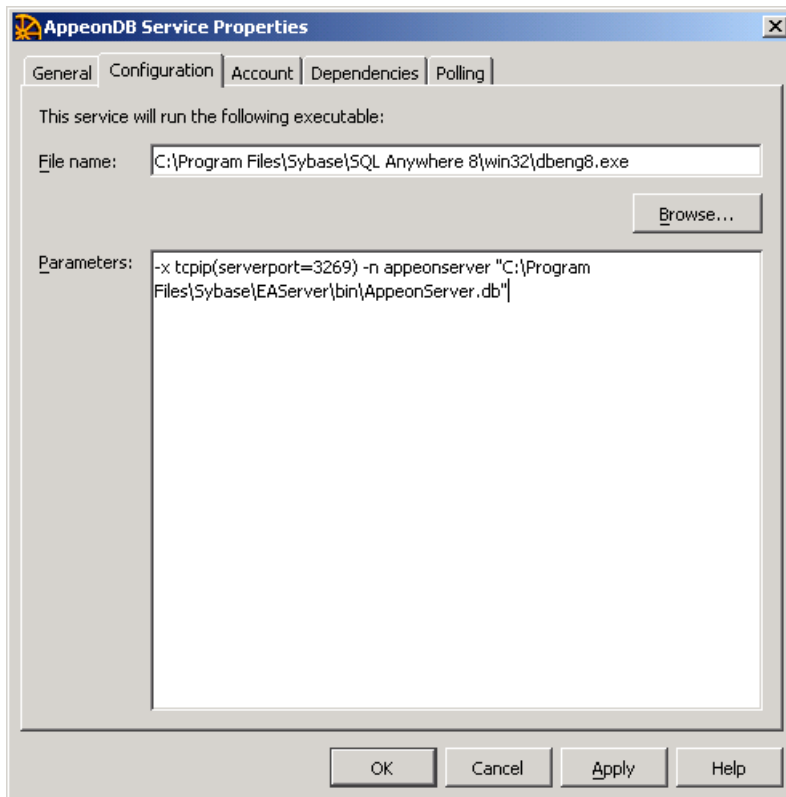 AppeonDB Service Properties
General Configuration Account Dependencies Polling
This service will run the following executable:
File name: C:\Program Files\Sybase\SQL Anywhere 8\win32\dbeng8.exe
Browse...
Parameters: -x tcpip(serverport=3269) -n appeonserver "C:\Program
Files\Sybase\EAServer\bin\AppeonServer.db"
OK Cancel Apply Help